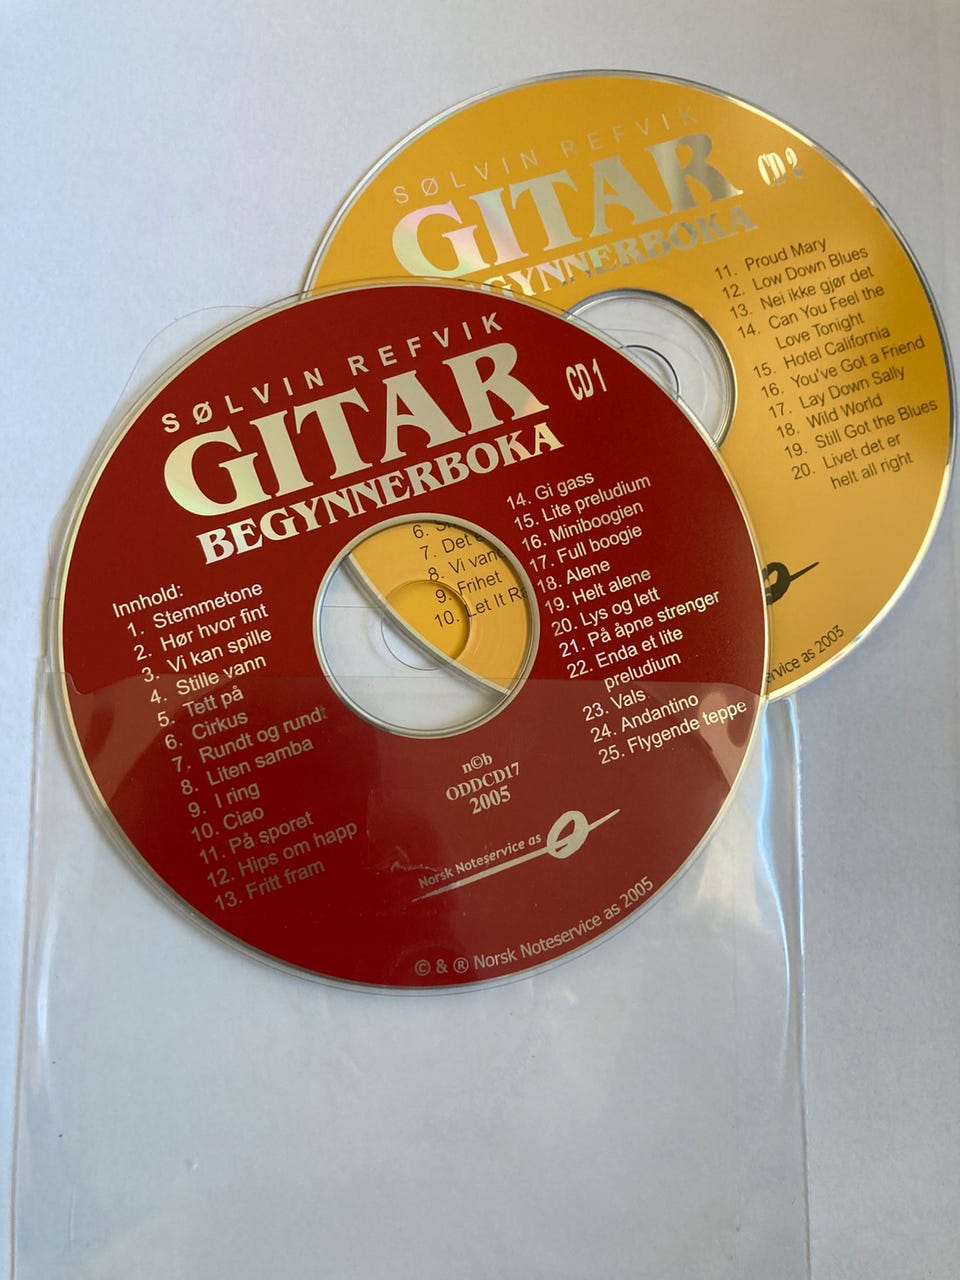 SØLVIN REFVIK
GITAR
BEGYNNERBOKA
CD 2
11. Proud Mary
12. Low Down Blues
13. Nei ikke gjør det
14. Can You Feel the
Love Tonight
15. Hotel California
16. You've Got a Friend
17. Lay Down Sally
18. Wild World
19. Still Got the Blues
20. Livet det er
helt all right
as 2003
SØLVIN REFVIK
GITAR
BEGYNNERBOKA
CD 1
Innhold:
1. Stemmetone
2. Hør hvor fint
3. Vi kan spille
4. Stille vann
5. Tett på
6. Cirkus
7. Rundt og rundt
8. Liten samba
9. I ring
10. Ciao
11. På sporet
12. Hips om happ
13. Fritt fram
14. Gi gass
15. Lite preludium
16. Miniboogien
17. Full boogie
18. Alene
19. Helt alene
20. Lys og lett
21. På åpne strenger
22. Enda et lite
preludium
23. Vals
24. Andantino
25. Flygende teppe
6.
7. Det
8. Vi
9. Frihet
10. Let It
n©b
ODDCD17
2005
Norsk Noteservice as
© & ® Norsk Noteservice as 2005